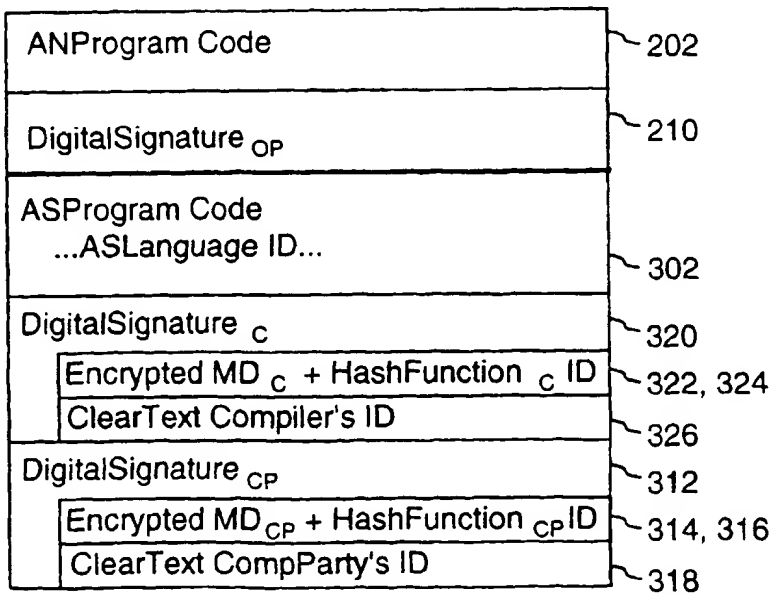 ANProgram Code 202
DigitalSignature OP 210
ASProgram Code
...ASLanguage ID...
302
DigitalSignature C 320
Encrypted MD C + HashFunction C ID 322, 324
ClearText Compiler's ID 326
DigitalSignature CP 312
Encrypted MD CP + HashFunction CP ID 314, 316
ClearText CompParty's ID 318